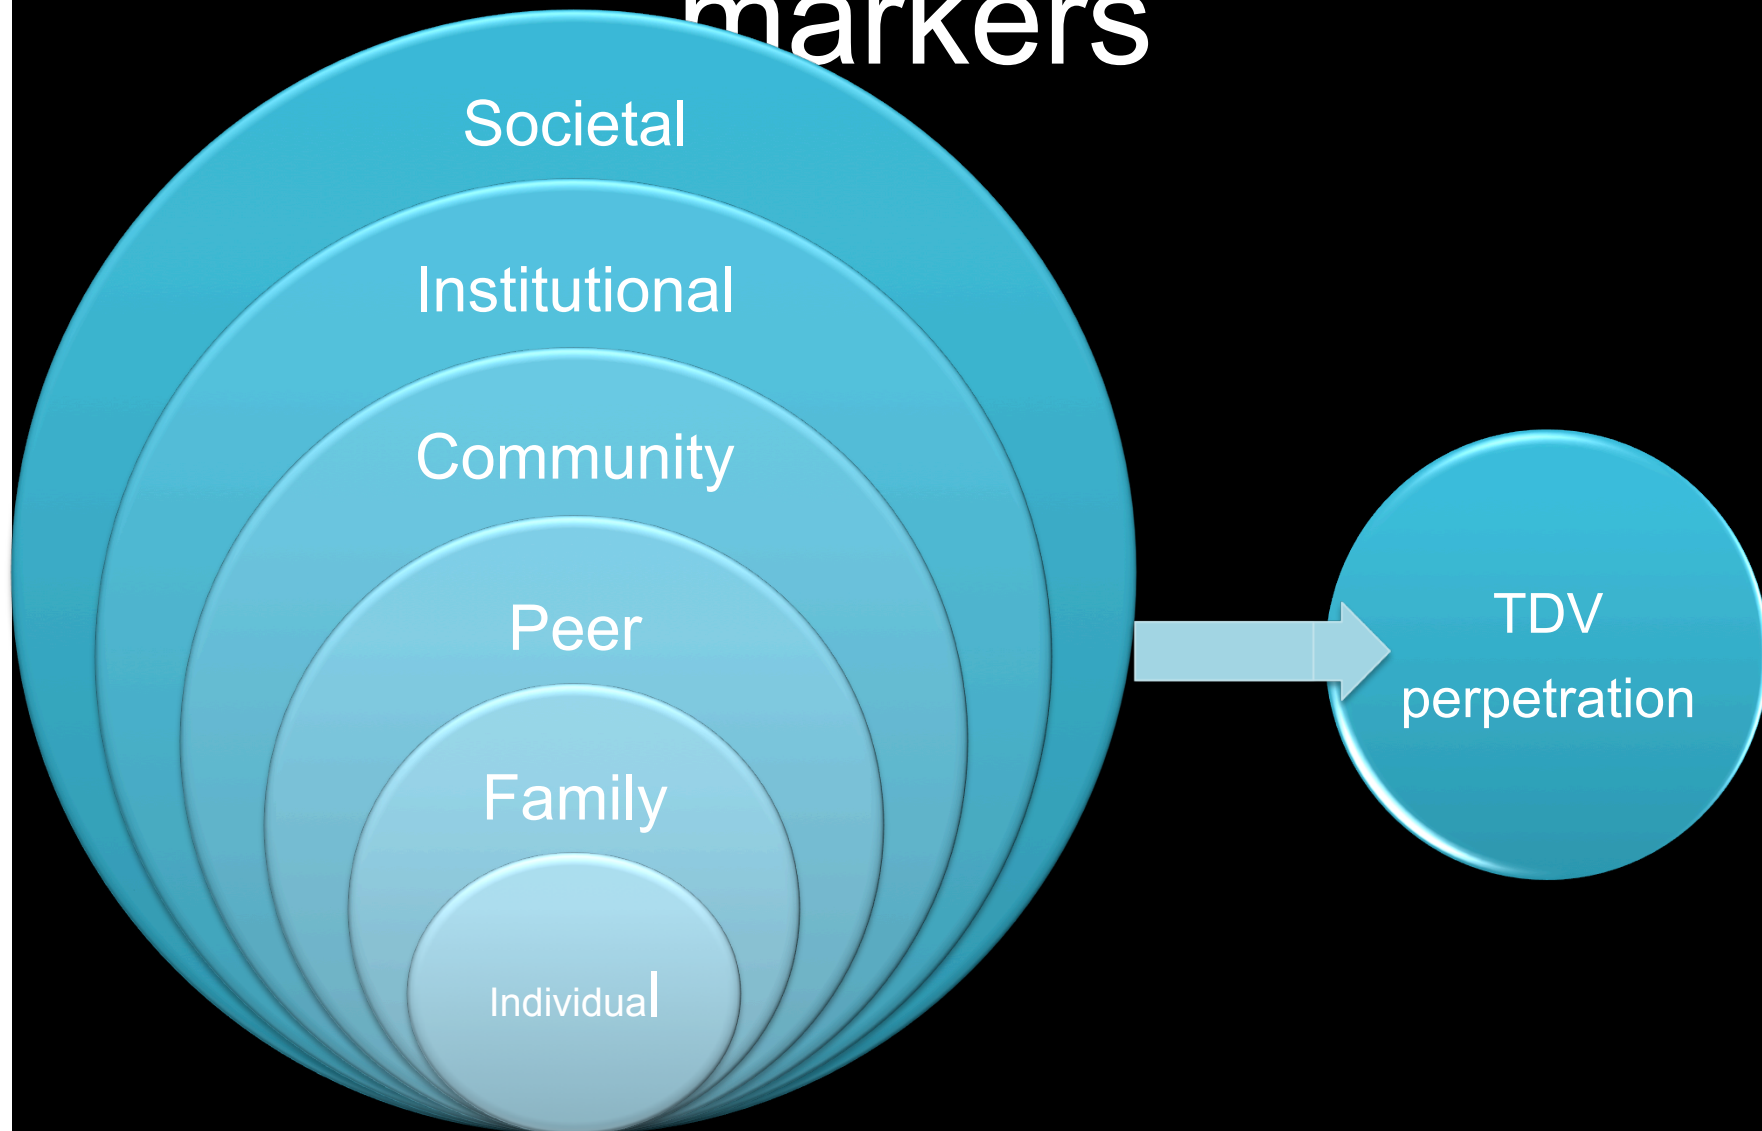 markers
Societal
Institutional
Community
Peer
Family
Individual
TDV
perpetration